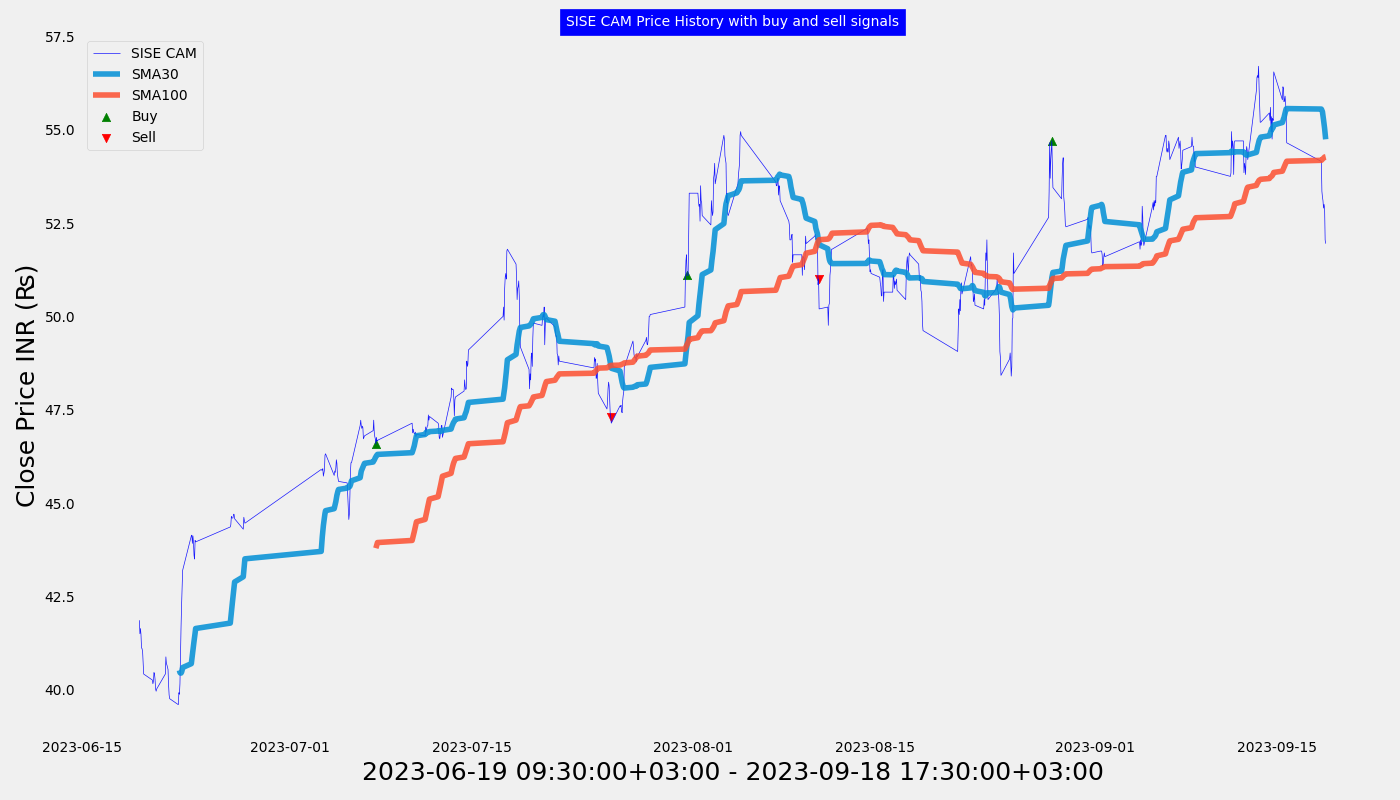 SISE CAM Price History with buy and sell signals
57.5
55.0
52.5
50.0
47.5
45.0
42.5
40.0
SISE CAM
SMA30
SMA100
Buy
Sell
Close Price INR (₨)
2023-06-15 2023-07-01 2023-07-15 2023-08-01 2023-08-15 2023-09-01 2023-09-15
2023-06-19 09:30:00+03:00 - 2023-09-18 17:30:00+03:00